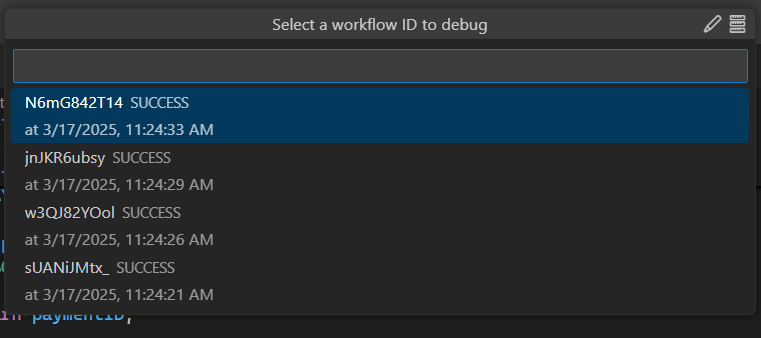 Select a workflow ID to debug
N6mG842T14 SUCCESS
at 3/17/2025, 11:24:33 AM
jnJKR6ubsy SUCCESS
at 3/17/2025, 11:24:29 AM
w3QJ82YOol SUCCESS
at 3/17/2025, 11:24:26 AM
sUANiJMtx_ SUCCESS
at 3/17/2025, 11:24:21 AM
paymentID;